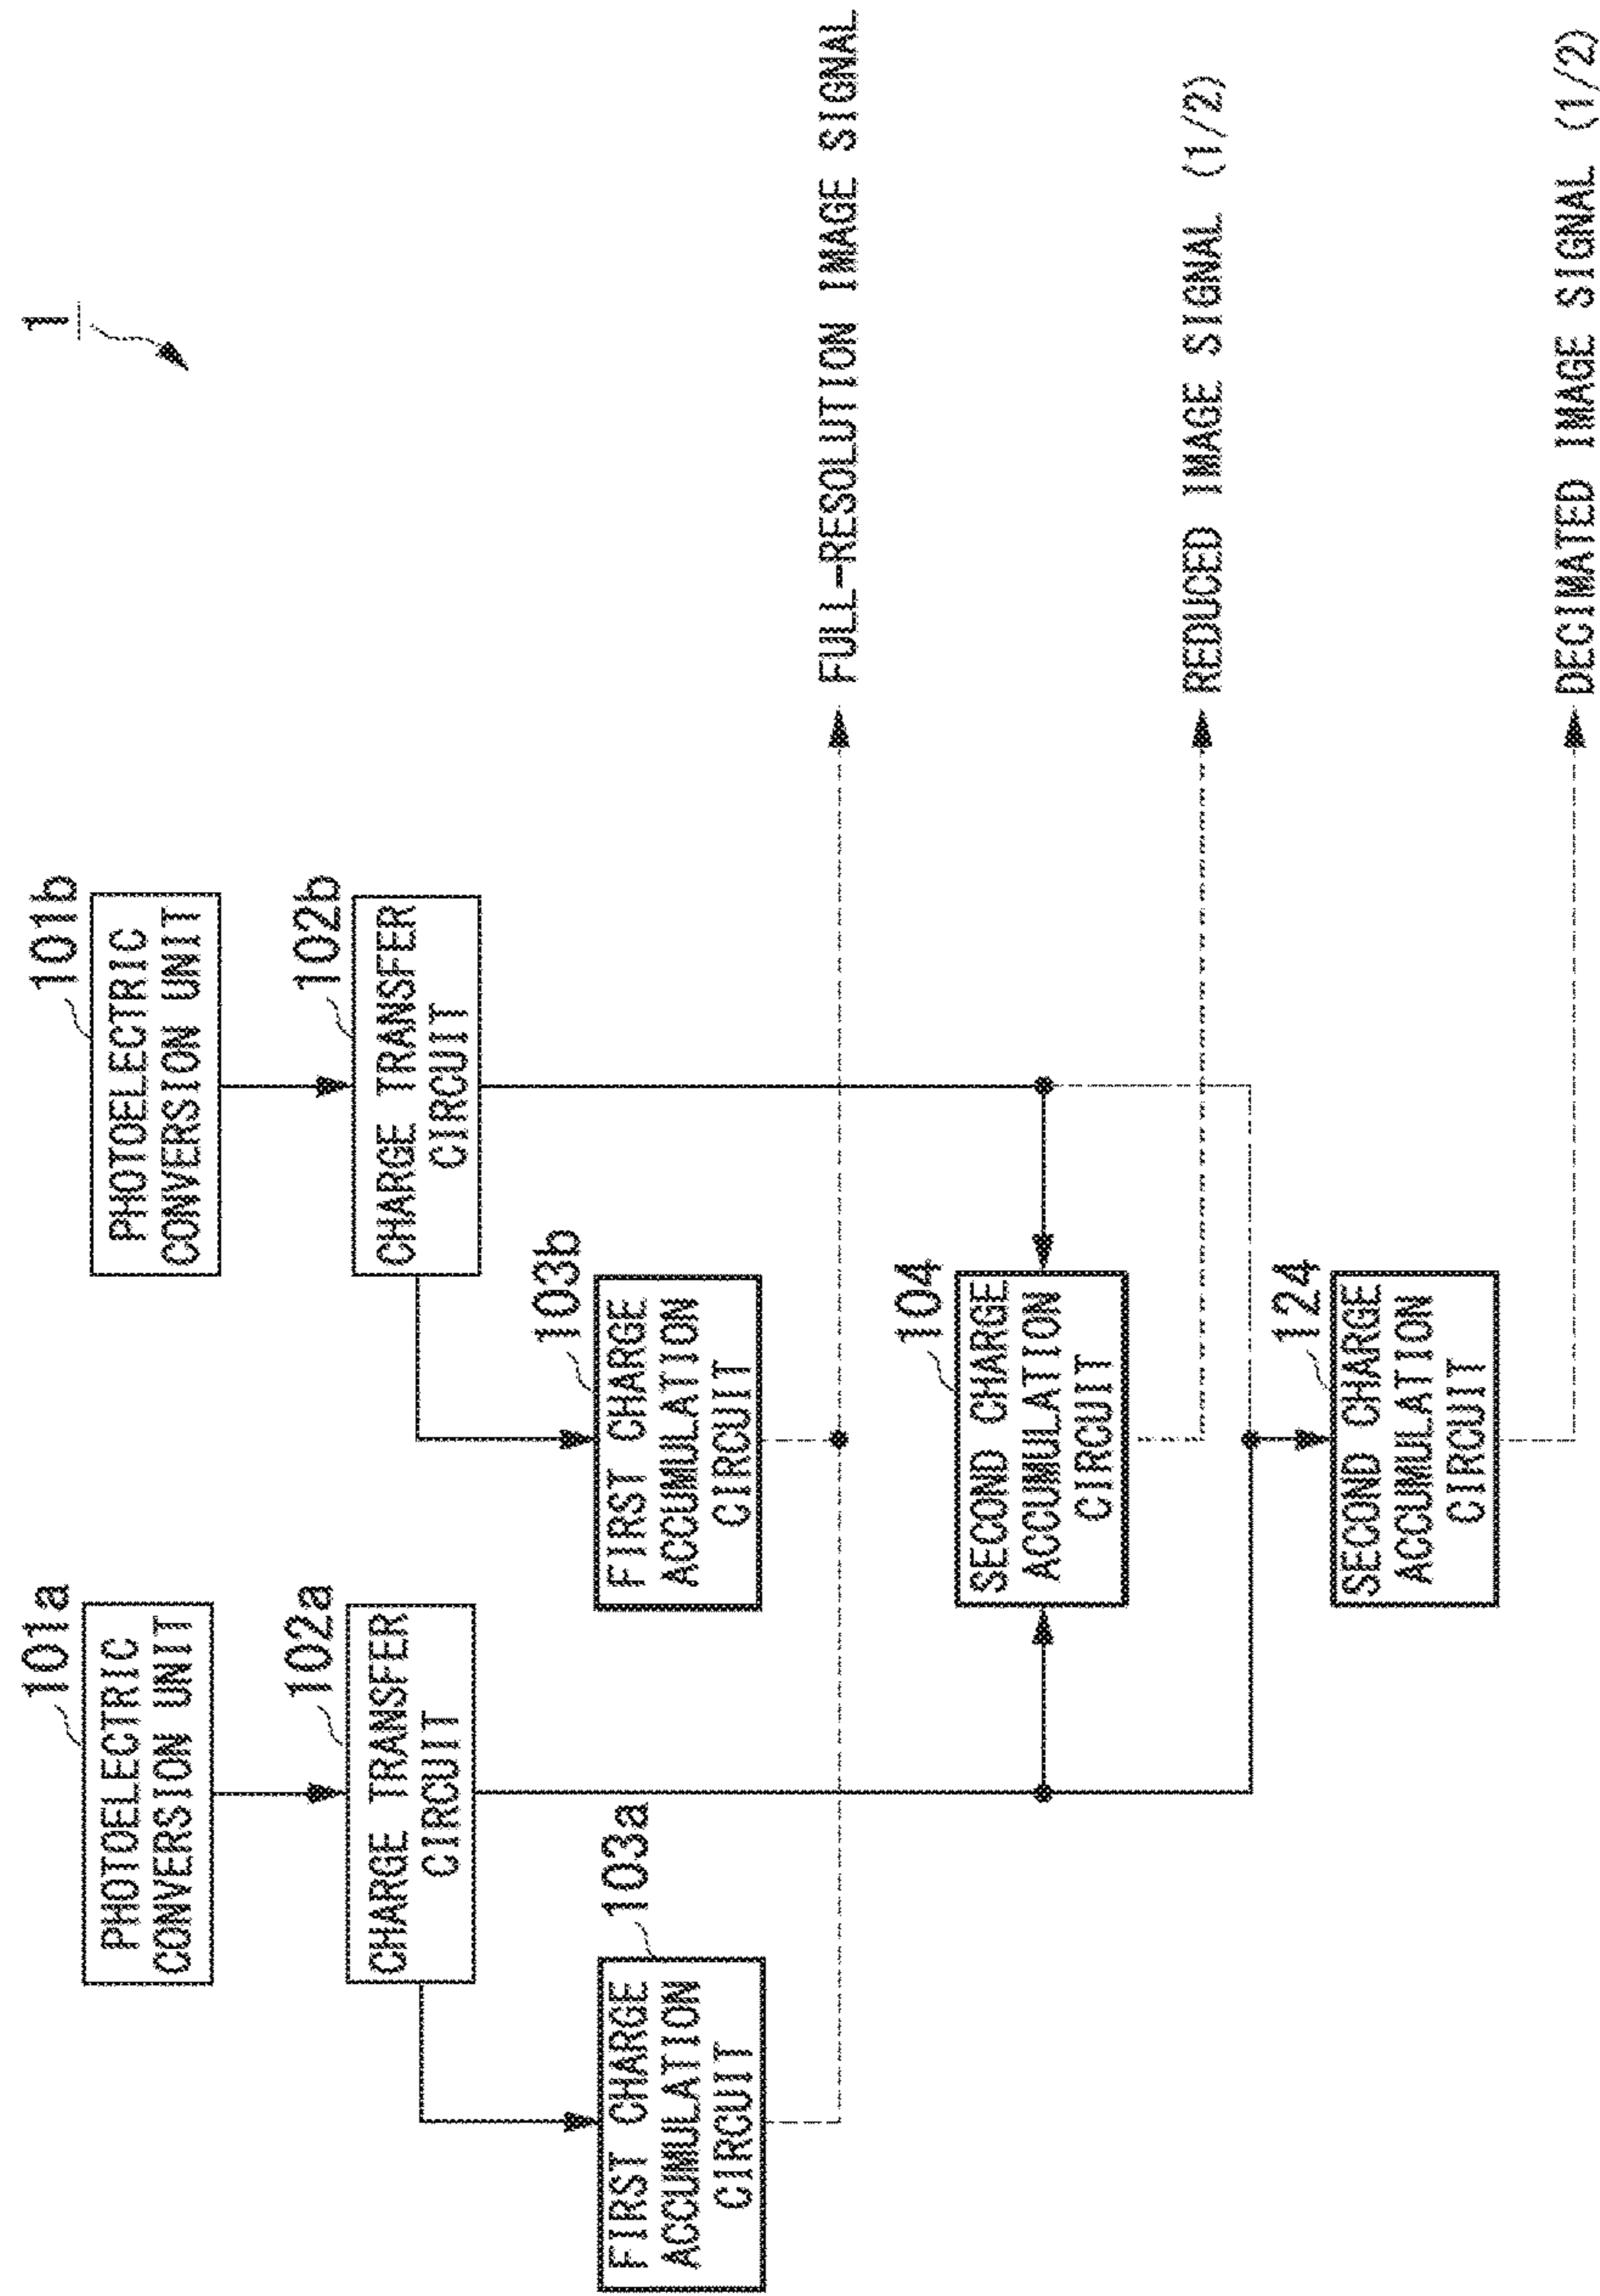 1
101a
PHOTOELECTRIC
CONVERSION UNIT
101b
PHOTOELECTRIC
CONVERSION UNIT
102a
CHARGE TRANSFER
CIRCUIT
102b
CHARGE TRANSFER
CIRCUIT
103a
FIRST CHARGE
ACCUMULATION
CIRCUIT
103b
FIRST CHARGE
ACCUMULATION
CIRCUIT
FULL-RESOLUTION IMAGE SIGNAL
104
SECOND CHARGE
ACCUMULATION
CIRCUIT
REDUCED IMAGE SIGNAL (1/2)
124
SECOND CHARGE
ACCUMULATION
CIRCUIT
DECIMATED IMAGE SIGNAL (1/2)